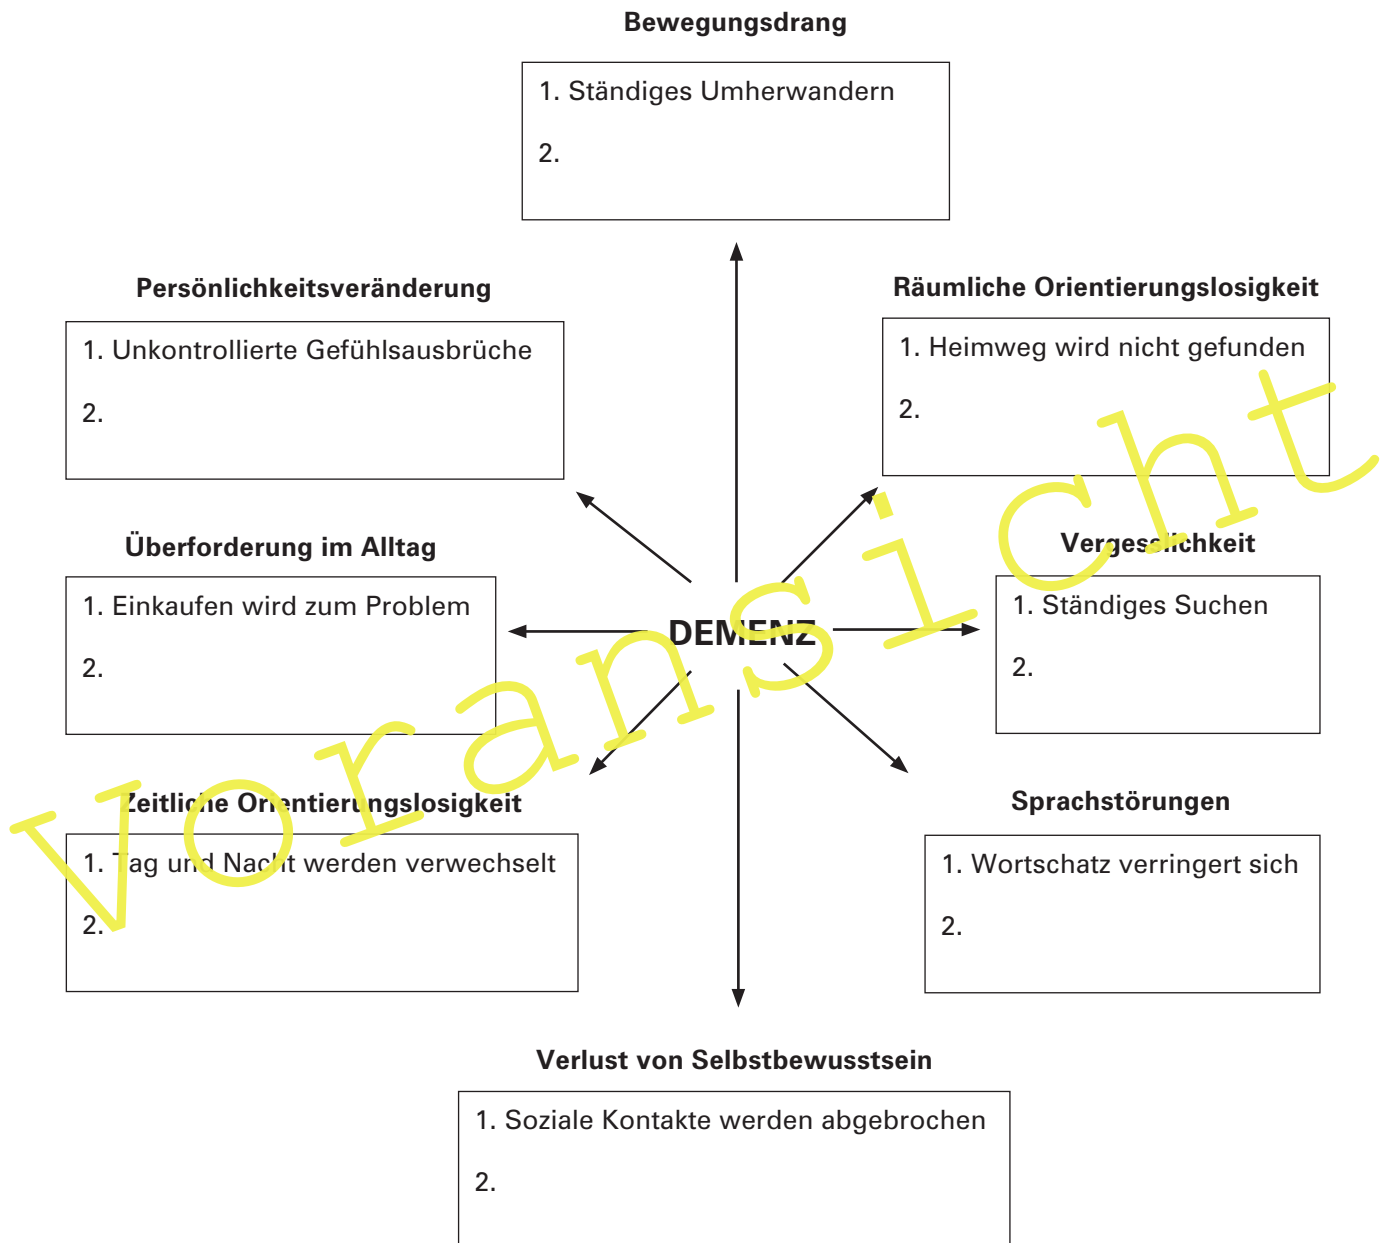 Bewegungsdrang
1. Ständiges Umherwandern
2.
Persönlichkeitsveränderung
1. Unkontrollierte Gefühlsausbrüche
2.
Räumliche Orientierungslosigkeit
1. Heimweg wird nicht gefunden
2.
Überforderung im Alltag
1. Einkaufen wird zum Problem
2.
DEMENZ
Vergesslichkeit
1. Ständiges Suchen
2.
Zeitliche Orientierungslosigkeit
1. Tag und Nacht werden verwechselt
2.
Sprachstörungen
1. Wortschatz verringert sich
2.
Verlust von Selbstbewusstsein
1. Soziale Kontakte werden abgebrochen
2.
Voransicht